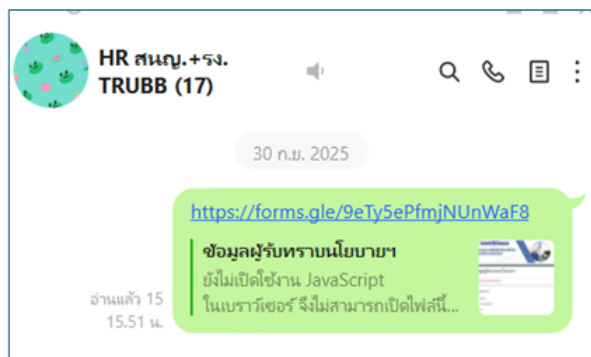 HR สนญ.+รง.
TRUBB (17)
30 ก.ย. 2025
https://forms.gle/9eTy5ePfmjNUnWaF8
ข้อมูลผู้รับทราบนโยบายฯ
ยังไม่เปิดใช้งาน JavaScript
ในเบราว์เซอร์ จึงไม่สามารถเปิดไฟล์นี้...
อ่านแล้ว 15
15.51 น.